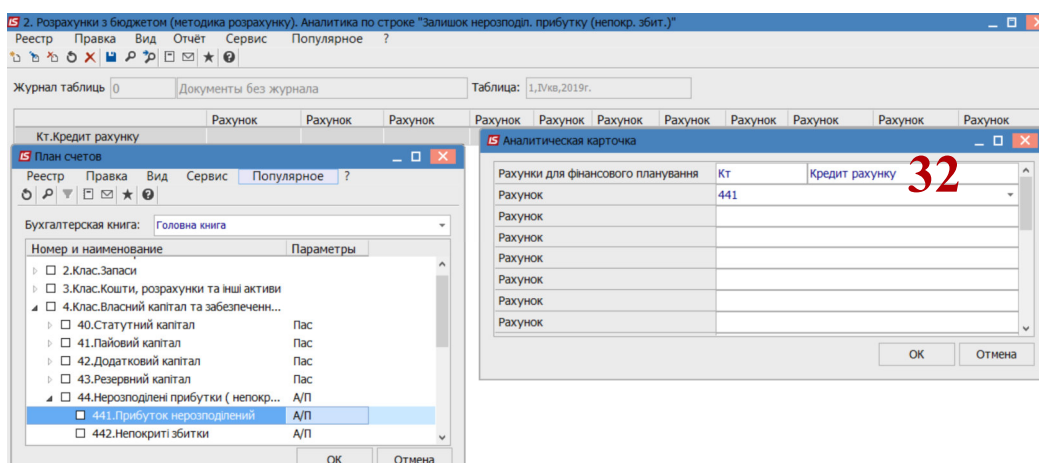 2. Розрахунки з бюджетом (методика розрахунку). Аналитика по строке "Залишок нерозподіл. прибутку (непокр. збит.)"
Реестр Правка Вид Отчёт Сервис Популярное ?
Журнал таблиць 0 Документы без журнала Таблица: 1,IVкв,2019г.
Рахунок Рахунок Рахунок Рахунок Рахунок Рахунок Рахунок Рахунок Рахунок Рахунок Рахунок
Кт.Кредит рахунку
План счетов
Реестр Правка Вид Сервис Популярное ?
Бухгалтерская книга: Головна книга
Номер и наименование Параметры
2.Клас.Запаси
3.Клас.Кошти, розрахунки та інші активи
4.Клас.Власний капітал та забезпеченн...
40.Статутний капітал Пас
41.Пайовий капітал Пас
42.Додатковий капітал Пас
43.Резервний капітал Пас
44.Нерозподілені прибутки ( непокр... А/П
441.Прибуток нерозподілений А/П
442.Непокриті збитки А/П
ОК Отмена
Аналитическая карточка
32
Рахунки для фінансового планування Кт Кредит рахунку
Рахунок 441
Рахунок
Рахунок
Рахунок
Рахунок
Рахунок
Рахунок
ОК Отмена